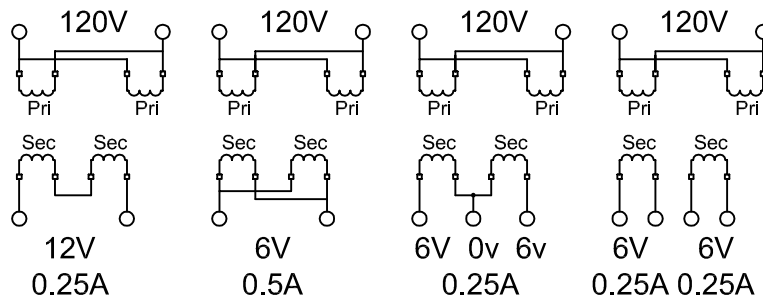 120V 120V 120V 120V
Pri Pri Pri Pri Pri Pri Pri Pri
Sec Sec Sec Sec Sec Sec Sec Sec
12V 6V 6V 0v 6v 6V 6V
0.25A 0.5A 0.25A 0.25A 0.25A